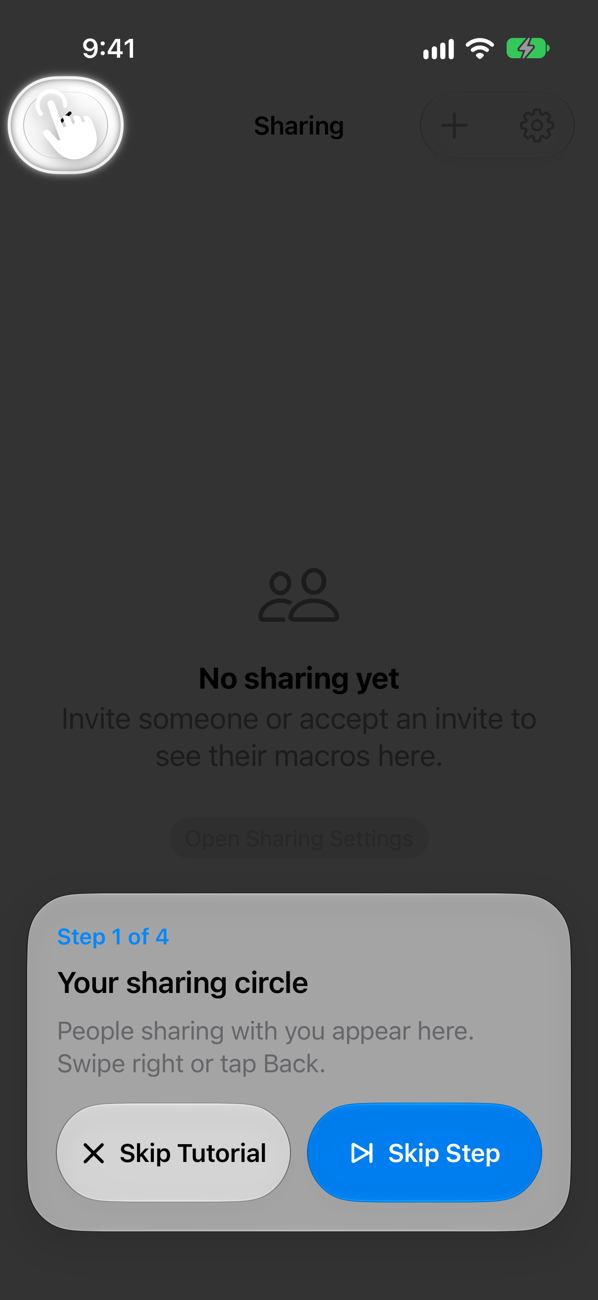 9:41
Sharing
No sharing yet
Invite someone or accept an invite to
see their macros here.
Open Sharing Settings
Step 1 of 4
Your sharing circle
People sharing with you appear here.
Swipe right or tap Back.
Skip Tutorial
Skip Step